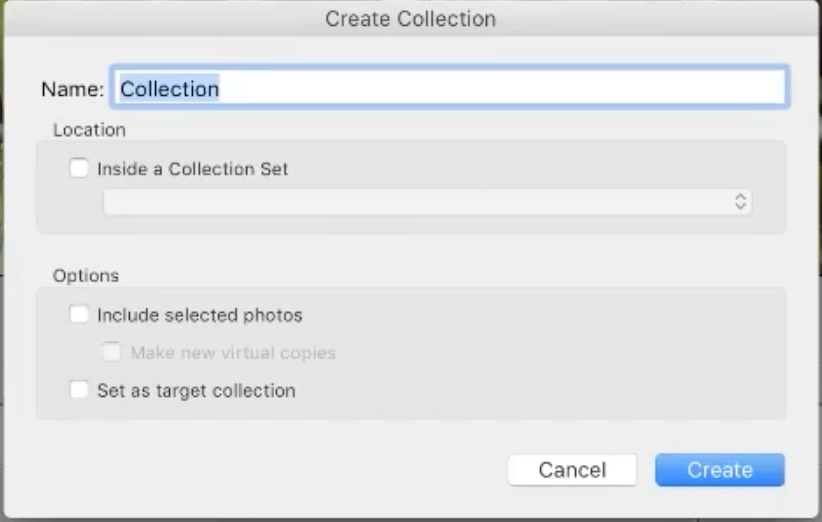 Create Collection
Name: Collection
Location
Inside a Collection Set
Options
Include selected photos
Make new virtual copies
Set as target collection
Cancel Create